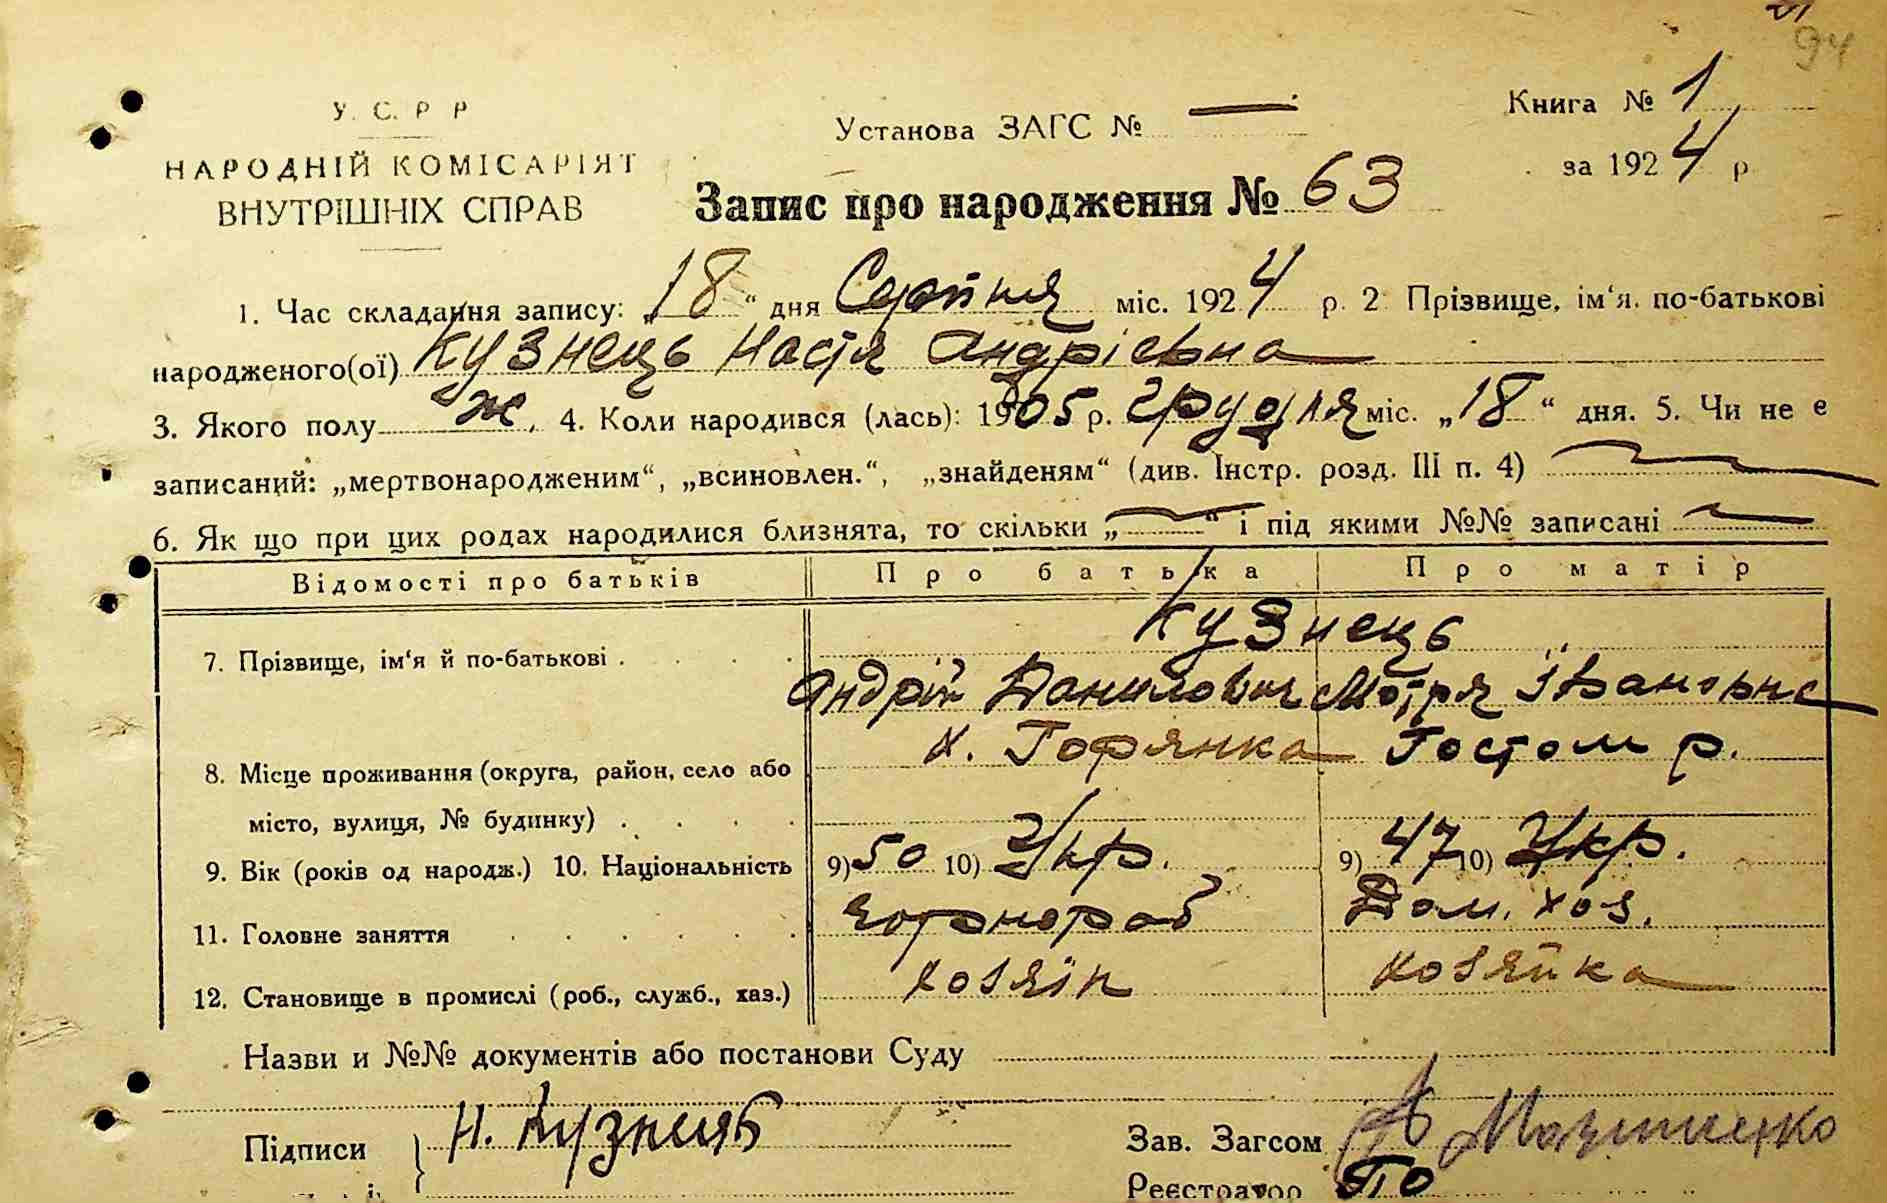 94
У. С. Р Р
Установа ЗАГС № —
Книга № 1
НАРОДНІЙ КОМІСАРІЯТ
ВНУТРІШНІХ СПРАВ
за 1924 р
Запис про народження № 63
1. Час складання запису: „18“ дня Серпня міс. 1924 р. 2 Прізвище, ім‘я. по-батькові
народженого(ої) Кузнець Настя Андрієвна
3. Якого полу ж. 4. Коли народився (лась): 1905 р. Грудня міс. „18“ дня. 5. Чи не є
записаний: „мертвонародженим“, „всиновлен.“, „знайденям“ (див. Інстр. розд. III п. 4) —
6. Як що при цих родах народилися близнята, то скільки „—“ і під якими №№ записані —
Відомості про батьків Про батька Про матір
Кузнець
7. Прізвище, ім‘я й по-батькові . . . .
Андрій Данилович Мотря Івановна
х. Горянка Гостом р.
8. Місце проживання (округа, район, село або
місто, вулиця, № будинку) . . . .
9. Вік (років од народж.) 10. Національність 9) 50 10) Укр. 9) 47 10) Укр.
11. Головне заняття . . . . . . Дом. хоз.
12. Становище в промислі (роб., служб., хаз.) хозяїн хозяйка
Назви и №№ документів або постанови Суду
Підписи Н. Кузнець
Зав. Загсом
Реєстратор